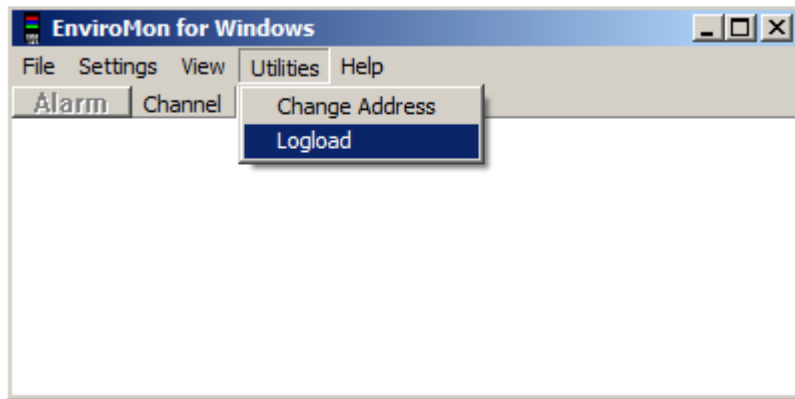 EnviroMon for Windows
File Settings View Utilities Help
Alarm Channel
Change Address
Logload